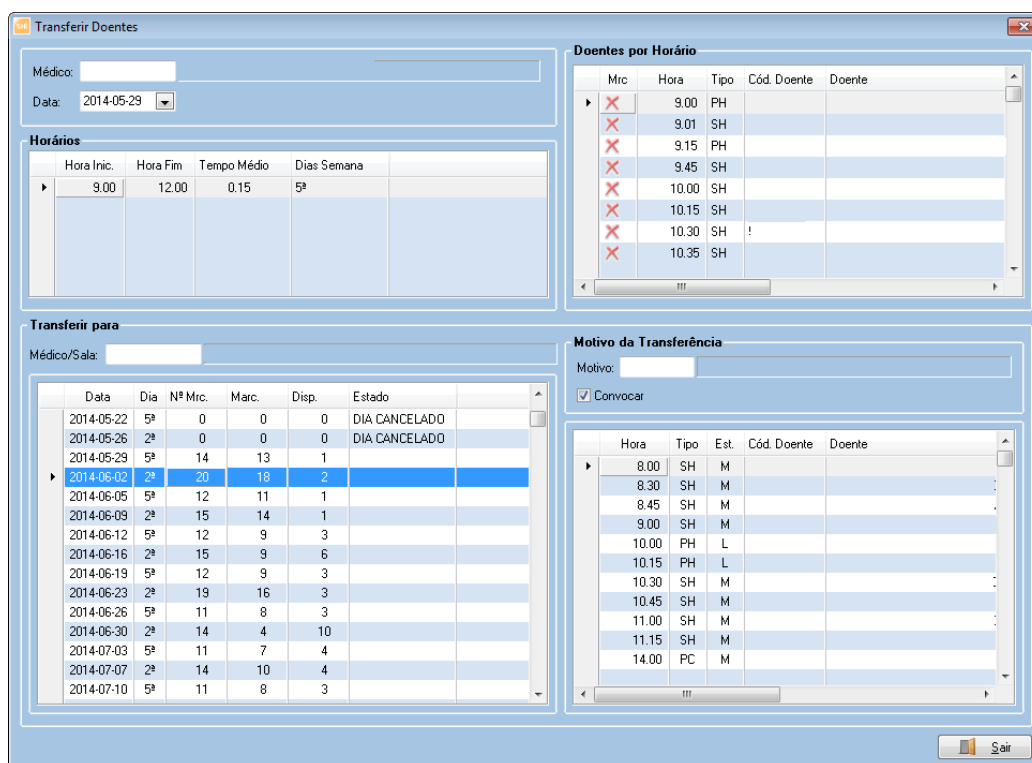 SHI Transferir Doentes
Médico:
Data: 2014-05-29
Horários
Hora Inic. Hora Fim Tempo Médio Dias Semana
9.00 12.00 0.15 5ª
Doentes por Horário
Mrc Hora Tipo Cód. Doente Doente
9.00 PH
9.01 SH
9.15 PH
9.45 SH
10.00 SH
10.15 SH
10.30 SH !
10.35 SH
Transferir para
Médico/Sala:
Data Dia Nº Mrc. Marc. Disp. Estado
2014-05-22 5ª 0 0 0 DIA CANCELADO
2014-05-26 2ª 0 0 0 DIA CANCELADO
2014-05-29 5ª 14 13 1
2014-06-02 2ª 20 18 2
2014-06-05 5ª 12 11 1
2014-06-09 2ª 15 14 1
2014-06-12 5ª 12 9 3
2014-06-16 2ª 15 9 6
2014-06-19 5ª 12 9 3
2014-06-23 2ª 19 16 3
2014-06-26 5ª 11 8 3
2014-06-30 2ª 14 4 10
2014-07-03 5ª 11 7 4
2014-07-07 2ª 14 10 4
2014-07-10 5ª 11 8 3
Motivo da Transferência
Motivo:
Convocar
Hora Tipo Est. Cód. Doente Doente
8.00 SH M
8.30 SH M
8.45 SH M
9.00 SH M
10.00 PH L
10.15 PH L
10.30 SH M
10.45 SH M
11.00 SH M
11.15 SH M
14.00 PC M
Sair